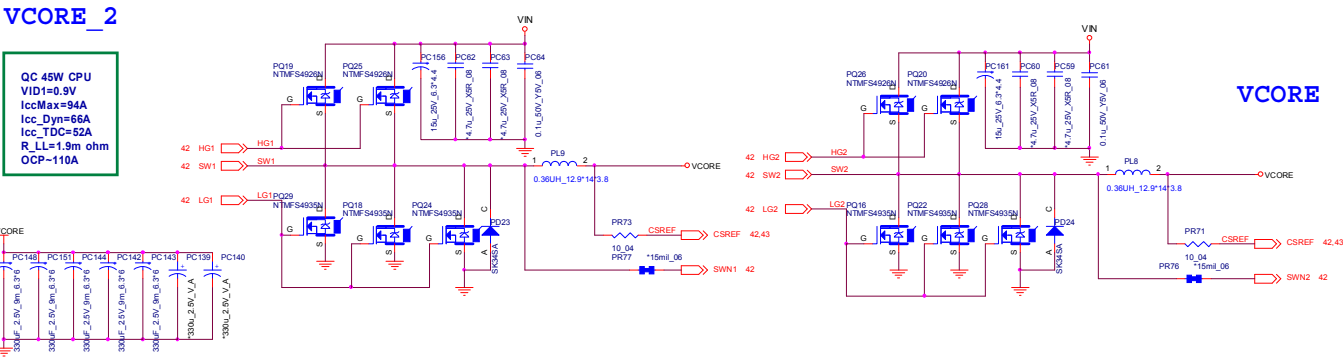 VCORE_2
QC 45W CPU
VID1=0.9V
IccMax=94A
Icc_Dyn=66A
Icc_TDC=52A
R_LL=1.9m ohm
OCP~110A
VIN
PQ19
NTMFS4926N
D
G
S
PQ25
NTMFS4926N
D
G
S
PC156
15u_25V_6.3*4.4
PC62
*4.7u_25V_X5R_08
PC63
*4.7u_25V_X5R_08
PC64
0.1u_50V_Y5V_06
42 HG1
HG1
42 SW1
SW1
42 LG1
LG1
1
PL9
2
0.36UH_12.9*14*3.8
VCORE
PQ29
NTMFS4935N
D
G
S
PQ18
NTMFS4935N
D
G
S
PQ24
NTMFS4935N
D
G
S
C
PD23
A
SK34SA
PR73
10_04
CSREF
CSREF 42,43
PR77
*15mil_06
SWN1 42
VCORE
PC148
330uF_2.5V_9m_6.3*6
PC151
330uF_2.5V_9m_6.3*6
PC144
330uF_2.5V_9m_6.3*6
PC142
330uF_2.5V_9m_6.3*6
PC143
330uF_2.5V_9m_6.3*6
PC139
*330u_2.5V_V_A
PC140
*330u_2.5V_V_A
VIN
PQ26
NTMFS4926N
D
G
S
PQ20
NTMFS4926N
D
G
S
PC161
15u_25V_6.3*4.4
PC60
*4.7u_25V_X5R_08
PC59
*4.7u_25V_X5R_08
PC61
0.1u_50V_Y5V_06
VCORE
42 HG2
HG2
42 SW2
SW2
42 LG2
LG2
1
PL8
2
0.36UH_12.9*14*3.8
VCORE
PQ16
NTMFS4935N
D
G
S
PQ22
NTMFS4935N
D
G
S
PQ28
NTMFS4935N
D
G
S
C
PD24
A
SK34SA
PR71
10_04
CSREF
CSREF 42,43
PR76
*15mil_06
SWN2 42